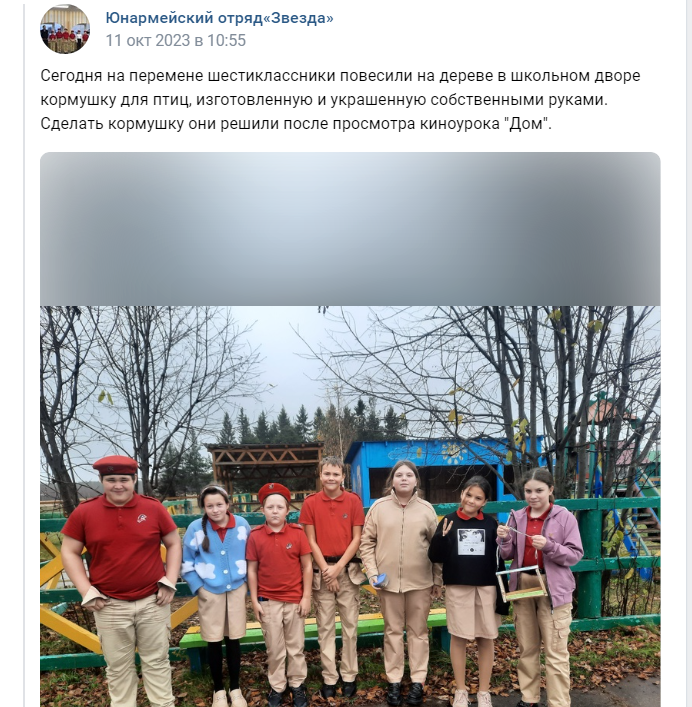 Юнармейский отряд«Звезда»
11 окт 2023 в 10:55
Сегодня на перемене шестиклассники повесили на дереве в школьном дворе
кормушку для птиц, изготовленную и украшенную собственными руками.
Сделать кормушку они решили после просмотра киноурока "Дом".